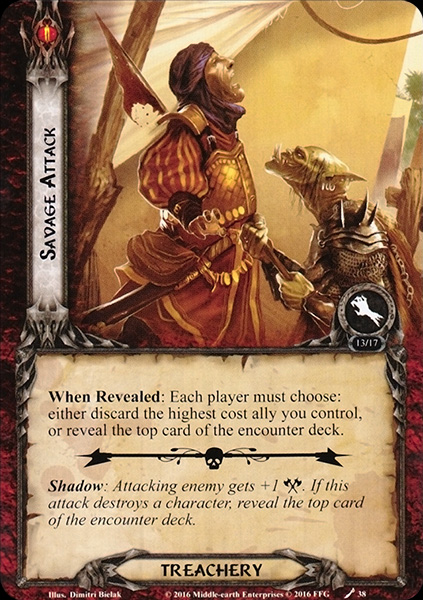 SAVAGE ATTACK
13/17
When Revealed: Each player must choose:
either discard the highest cost ally you control,
or reveal the top card of the encounter deck.
Shadow: Attacking enemy gets +1 . If this
attack destroys a character, reveal the top card
of the encounter deck.
TREACHERY
Illus. Dimitri Bielak © 2016 Middle-earth Enterprises © 2016 FFG 38